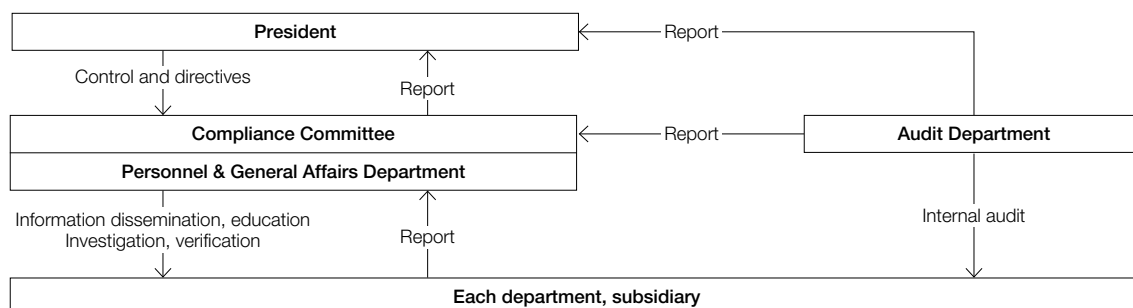 President
Report
Control and directives
Report
Compliance Committee
Report
Audit Department
Personnel & General Affairs Department
Information dissemination, education
Investigation, verification
Report
Internal audit
Each department, subsidiary